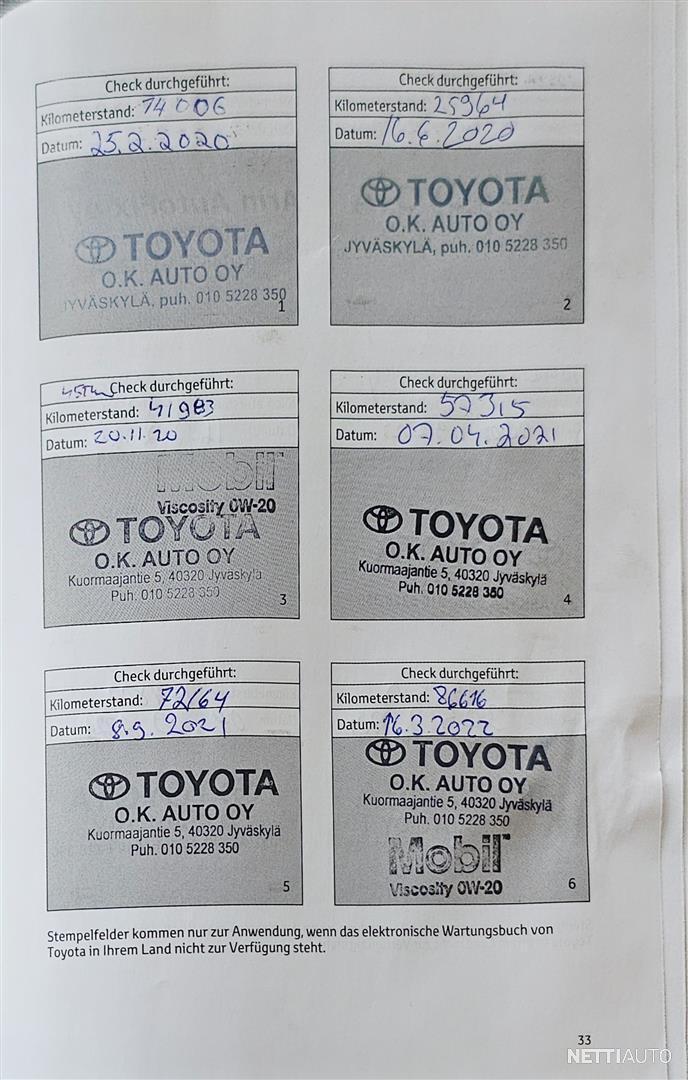 Check durchgeführt:
Kilometerstand: 14006
Datum: 25.2.2020
TOYOTA
O.K. AUTO OY
JYVÄSKYLÄ, puh. 010 5228 350
1
Check durchgeführt:
Kilometerstand: 25964
Datum: 16.6.2020
TOYOTA
O.K. AUTO OY
JYVÄSKYLÄ, puh. 010 5228 350
2
Check durchgeführt:
Kilometerstand: 41983
Datum: 20.11.20
Mobil
Viscosity 0W-20
TOYOTA
O.K. AUTO OY
Kuormaajantie 5, 40320 Jyväskylä
Puh. 010 5228 350
3
Check durchgeführt:
Kilometerstand: 57315
Datum: 07.04.2021
TOYOTA
O.K. AUTO OY
Kuormaajantie 5, 40320 Jyväskylä
Puh. 010 5228 350
4
Check durchgeführt:
Kilometerstand: 72164
Datum: 8.9.2021
TOYOTA
O.K. AUTO OY
Kuormaajantie 5, 40320 Jyväskylä
Puh. 010 5228 350
5
Check durchgeführt:
Kilometerstand: 86616
Datum: 16.3.2022
TOYOTA
O.K. AUTO OY
Kuormaajantie 5, 40320 Jyväskylä
Puh. 010 5228 350
Mobil
Viscosity 0W-20
6
Stempelfelder kommen nur zur Anwendung, wenn das elektronische Wartungsbuch von
Toyota in Ihrem Land nicht zur Verfügung steht.
33
NETTIAUTO